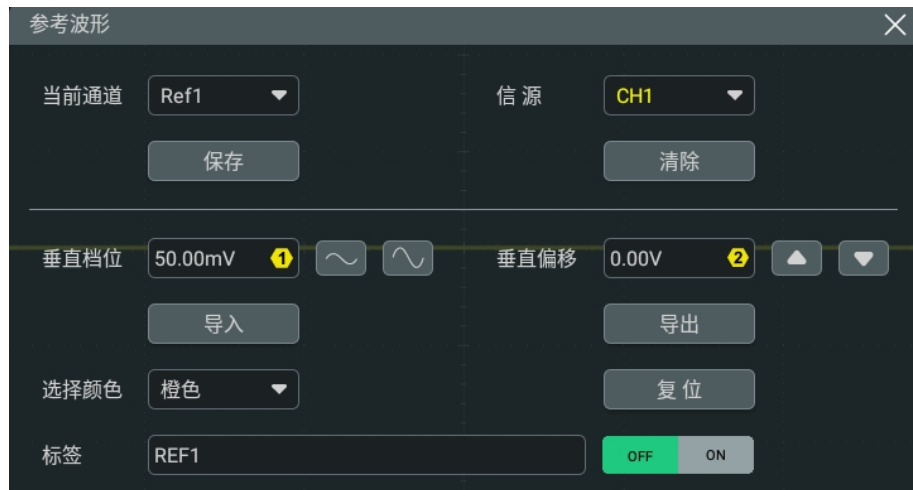 参考波形
当前通道 Ref1 信源 CH1
保存 清除
垂直档位 50.00mV 1 垂直偏移 0.00V 2
导入 导出
选择颜色 橙色 复位
标签 REF1 OFF ON